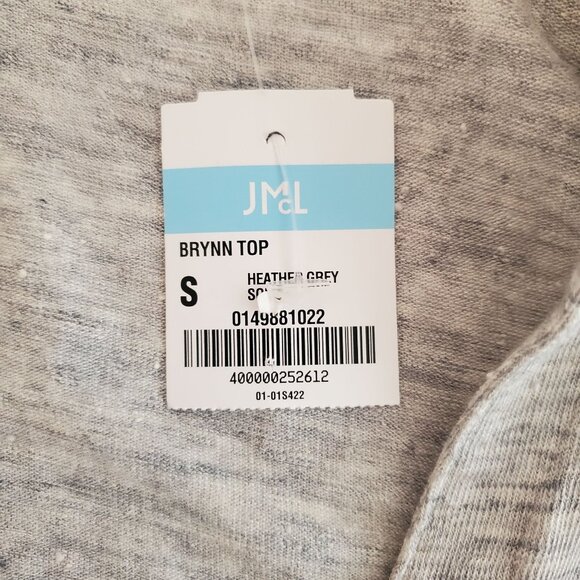 JMcL
BRYNN TOP
S
HEATHER GREY
0149881022
400000252612
01-01S422